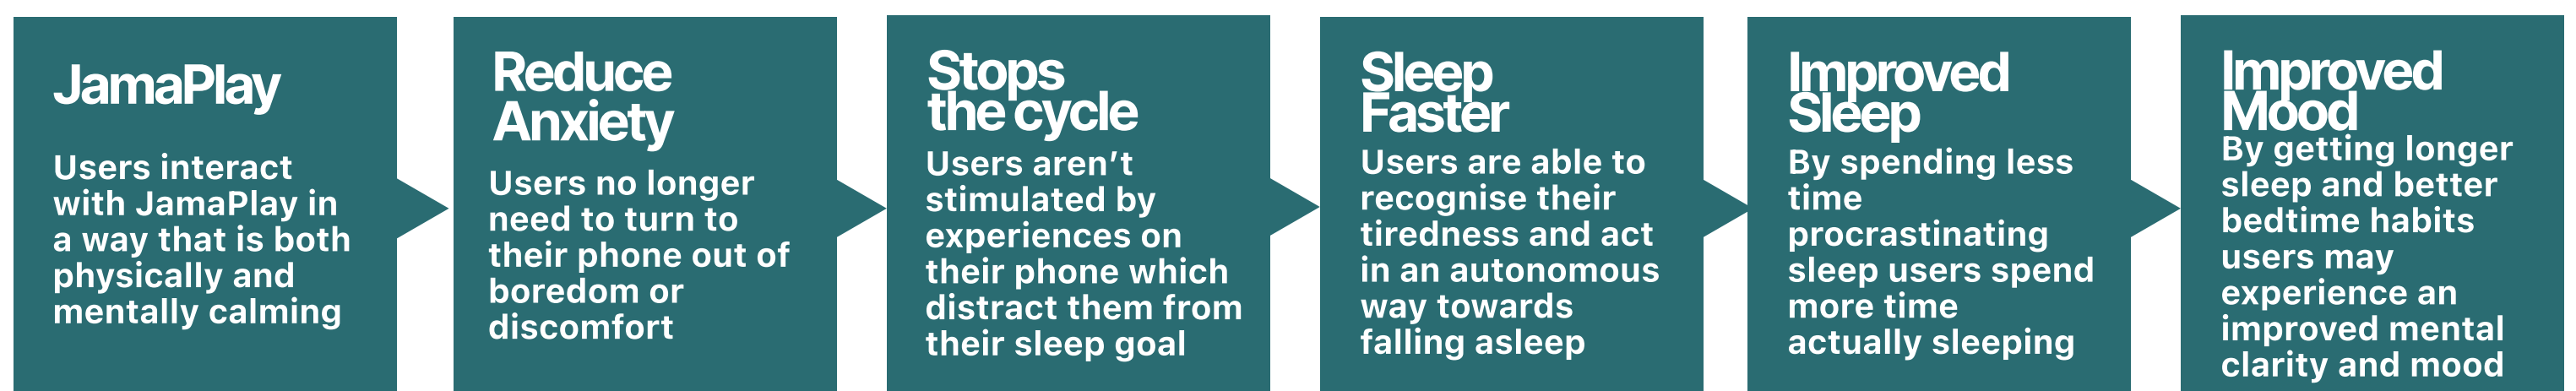 JamaPlay
Users interact
with JamaPlay in
a way that is both
physically and
mentally calming
Reduce
Anxiety
Users no longer
need to turn to
their phone out of
boredom or
discomfort
Stops
the cycle
Users aren’t
stimulated by
experiences on
their phone which
distract them from
their sleep goal
Sleep
Faster
Users are able to
recognise their
tiredness and act
in an autonomous
way towards
falling asleep
Improved
Sleep
By spending less
time
procrastinating
sleep users spend
more time
actually sleeping
Improved
Mood
By getting longer
sleep and better
bedtime habits
users may
experience an
improved mental
clarity and mood